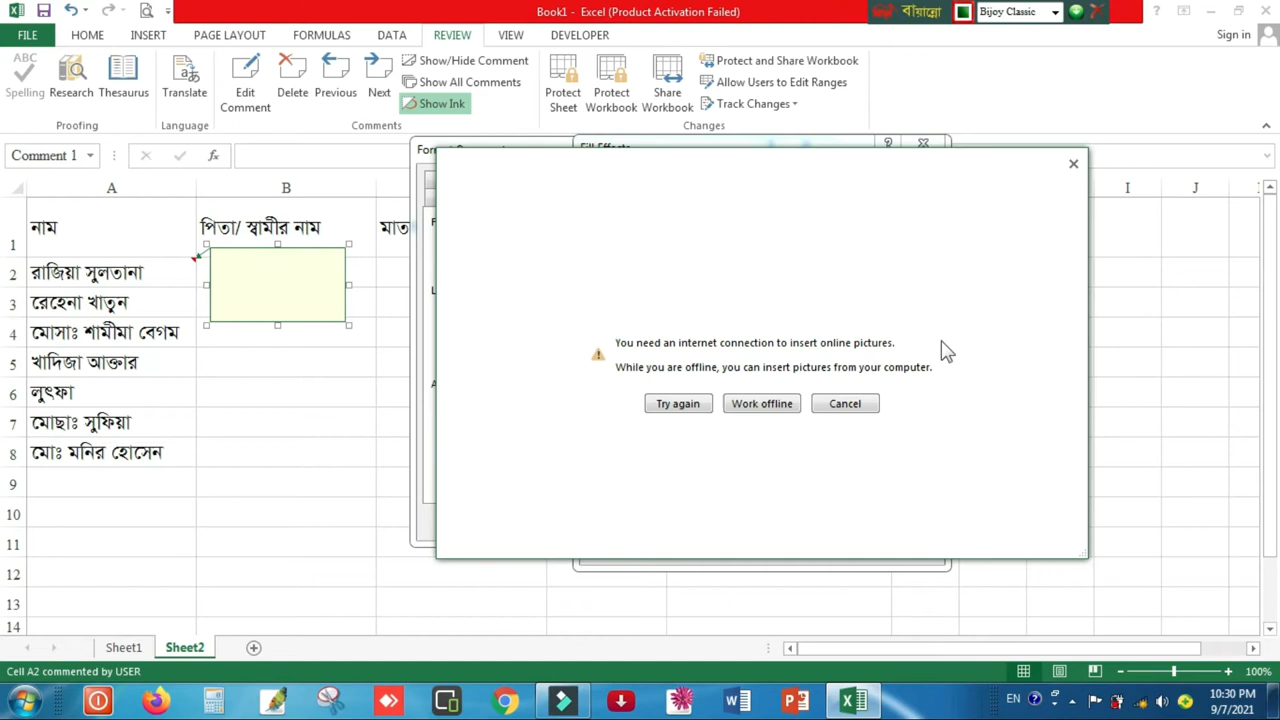 Book1 - Excel (Product Activation Failed)
বাঁয়ান্নো
Bijoy Classic
FILE HOME INSERT PAGE LAYOUT FORMULAS DATA REVIEW VIEW DEVELOPER
Sign in
ABC
Spelling
Research
Thesaurus
Proofing
Translate
Language
Edit Comment
Delete
Previous
Next
Show/Hide Comment
Show All Comments
Show Ink
Comments
Protect Sheet
Protect Workbook
Share Workbook
Protect and Share Workbook
Allow Users to Edit Ranges
Track Changes
Changes
Comment 1
fx
Fill Effects
A B I J
1 নাম পিতা/ স্বামীর নাম মাত
2 রাজিয়া সুলতানা
3 রেহেনা খাতুন
4 মোসাঃ শামীমা বেগম
5 খাদিজা আক্তার
6 লুৎফা
7 মোছাঃ সুফিয়া
8 মোঃ মনির হোসেন
9
10
11
12
13
14
You need an internet connection to insert online pictures.
While you are offline, you can insert pictures from your computer.
Try again Work offline Cancel
Sheet1 Sheet2
Cell A2 commented by USER
100%
EN
10:30 PM
9/7/2021